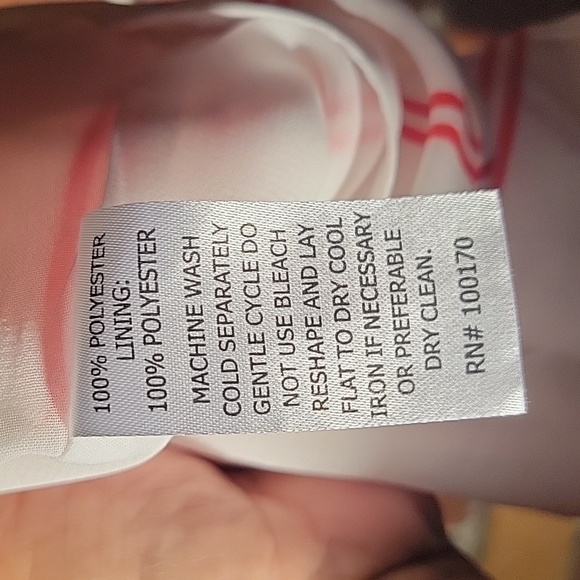 100% POLYESTER
LINING:
100% POLYESTER
MACHINE WASH
COLD SEPARATELY
GENTLE CYCLE DO
NOT USE BLEACH
RESHAPE AND LAY
FLAT TO DRY COOL
IRON IF NECESSARY
OR PREFERABLE
DRY CLEAN.
RN# 100170